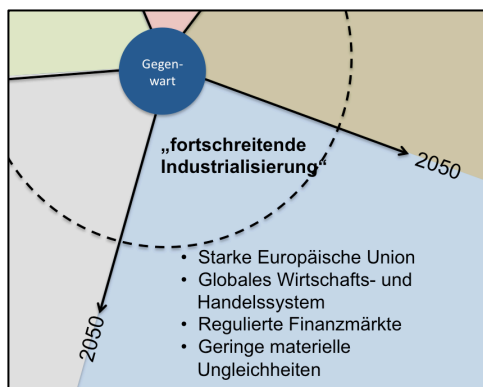 Gegen-
wart
„fortschreitende
Industrialisierung“
2050
• Starke Europäische Union
• Globales Wirtschafts- und
Handelssystem
• Regulierte Finanzmärkte
• Geringe materielle
Ungleichheiten
2050